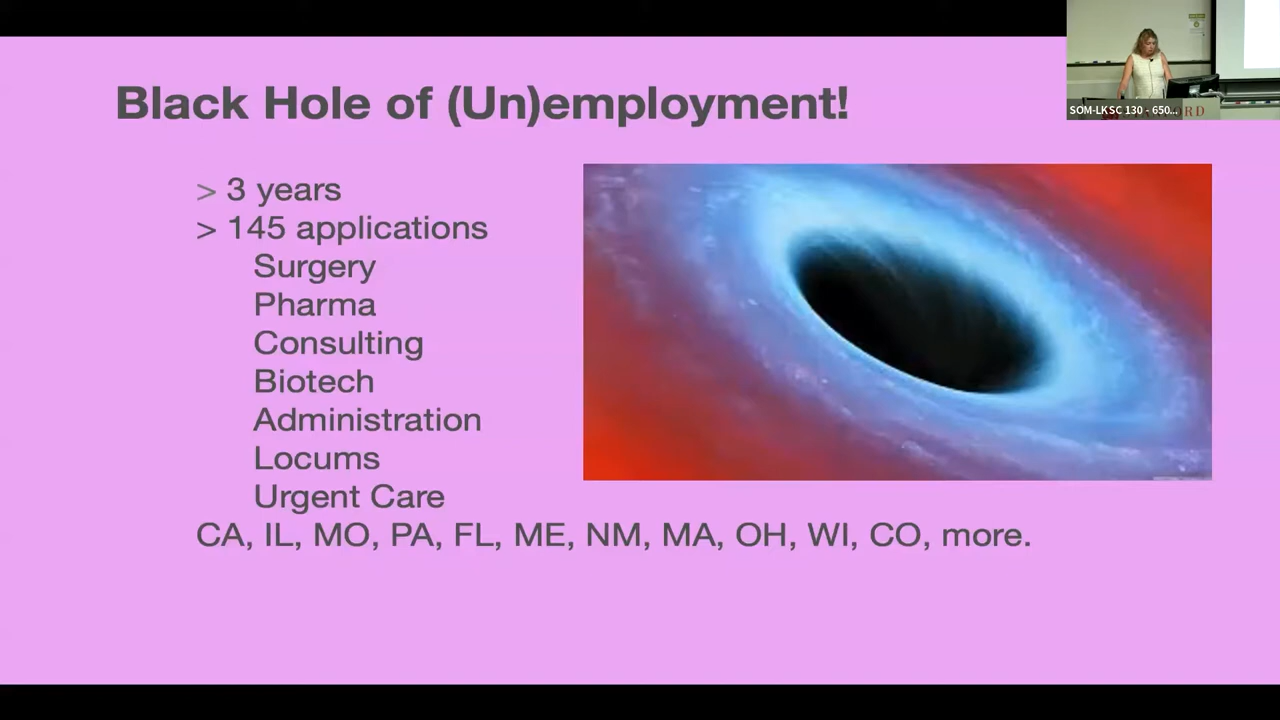 Black Hole of (Un)employment!
> 3 years
> 145 applications
Surgery
Pharma
Consulting
Biotech
Administration
Locums
Urgent Care
CA, IL, MO, PA, FL, ME, NM, MA, OH, WI, CO, more.
SOM-LKSC 130 - 650...
RD